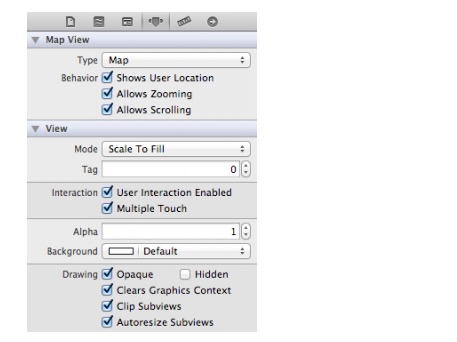 Map View
Type Map
Behavior Shows User Location
Allows Zooming
Allows Scrolling
View
Mode Scale To Fill
Tag 0
Interaction User Interaction Enabled
Multiple Touch
Alpha 1
Background Default
Drawing Opaque Hidden
Clears Graphics Context
Clip Subviews
Autoresize Subviews